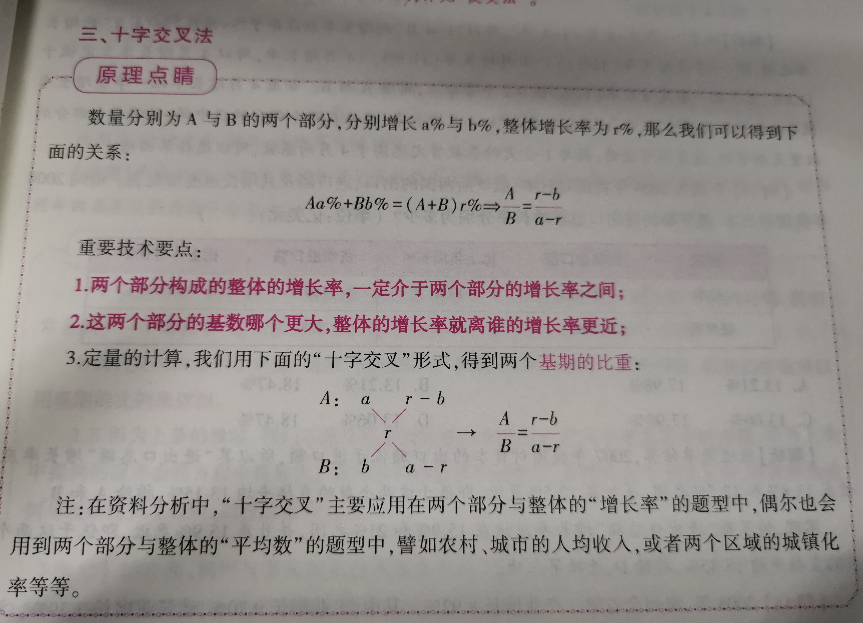 三、十字交叉法
原理点睛
数量分别为 A 与 B 的两个部分,分别增长 a%与 b%,整体增长率为 r%,那么我们可以得到下
面的关系:
Aa%+Bb%=(A+B)r%⇒A/B=(r-b)/(a-r)
重要技术要点:
1.两个部分构成的整体的增长率,一定介于两个部分的增长率之间;
2.这两个部分的基数哪个更大,整体的增长率就离谁的增长率更近;
3.定量的计算,我们用下面的“十字交叉”形式,得到两个基期的比重:
A: a r-b
r → A/B=(r-b)/(a-r)
B: b a-r
注:在资料分析中,“十字交叉”主要应用在两个部分与整体的“增长率”的题型中,偶尔也会
用到两个部分与整体的“平均数”的题型中,譬如农村、城市的人均收入,或者两个区域的城镇化
率等等。